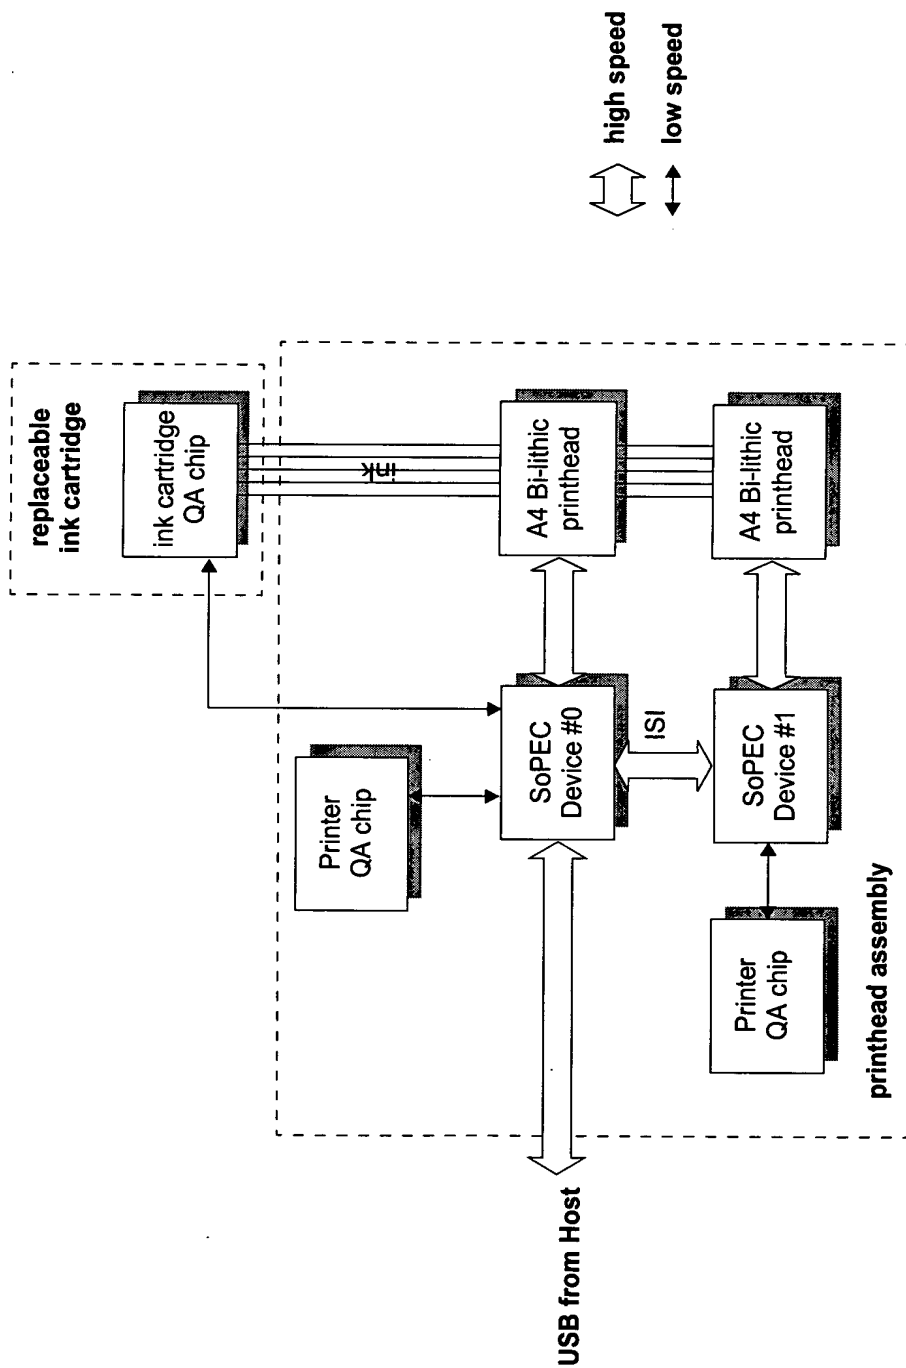 replaceable
ink cartridge
ink cartridge
QA chip
ink
Printer
QA chip
SoPEC
Device #0
A4 Bi-lithic
printhead
USB from Host
ISI
Printer
QA chip
SoPEC
Device #1
A4 Bi-lithic
printhead
printhead assembly
high speed
low speed